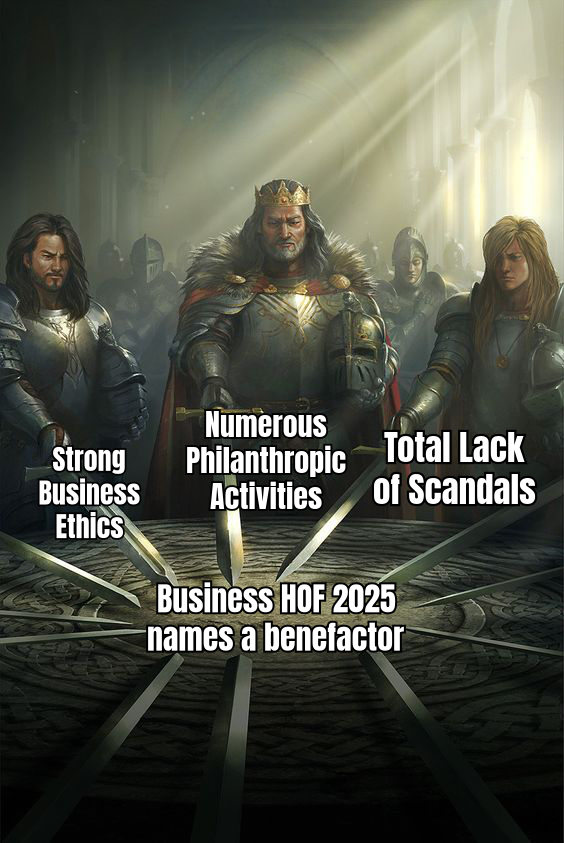 Strong
Business
Ethics
Numerous
Philanthropic
Activities
Total Lack
of Scandals
Business HOF 2025
names a benefactor